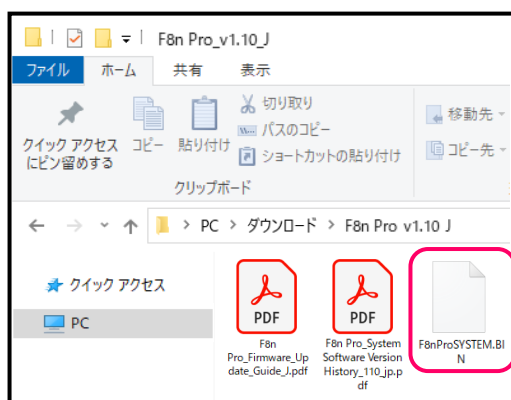 F8n Pro_v1.10_J
ファイル ホーム 共有 表示
クイック アクセス
にピン留めする
コピー
貼り付け
切り取り
パスのコピー
ショートカットの貼り付け
移動先
コピー先
クリップボード
PC > ダウンロード > F8n Pro v1.10 J
クイック アクセス
PC
PDF
F8n
Pro_Firmware_Up
date_Guide_J.pdf
PDF
F8n Pro_System
Software Version
History_110_jp.p
df
F8nProSYSTEM.BI
N